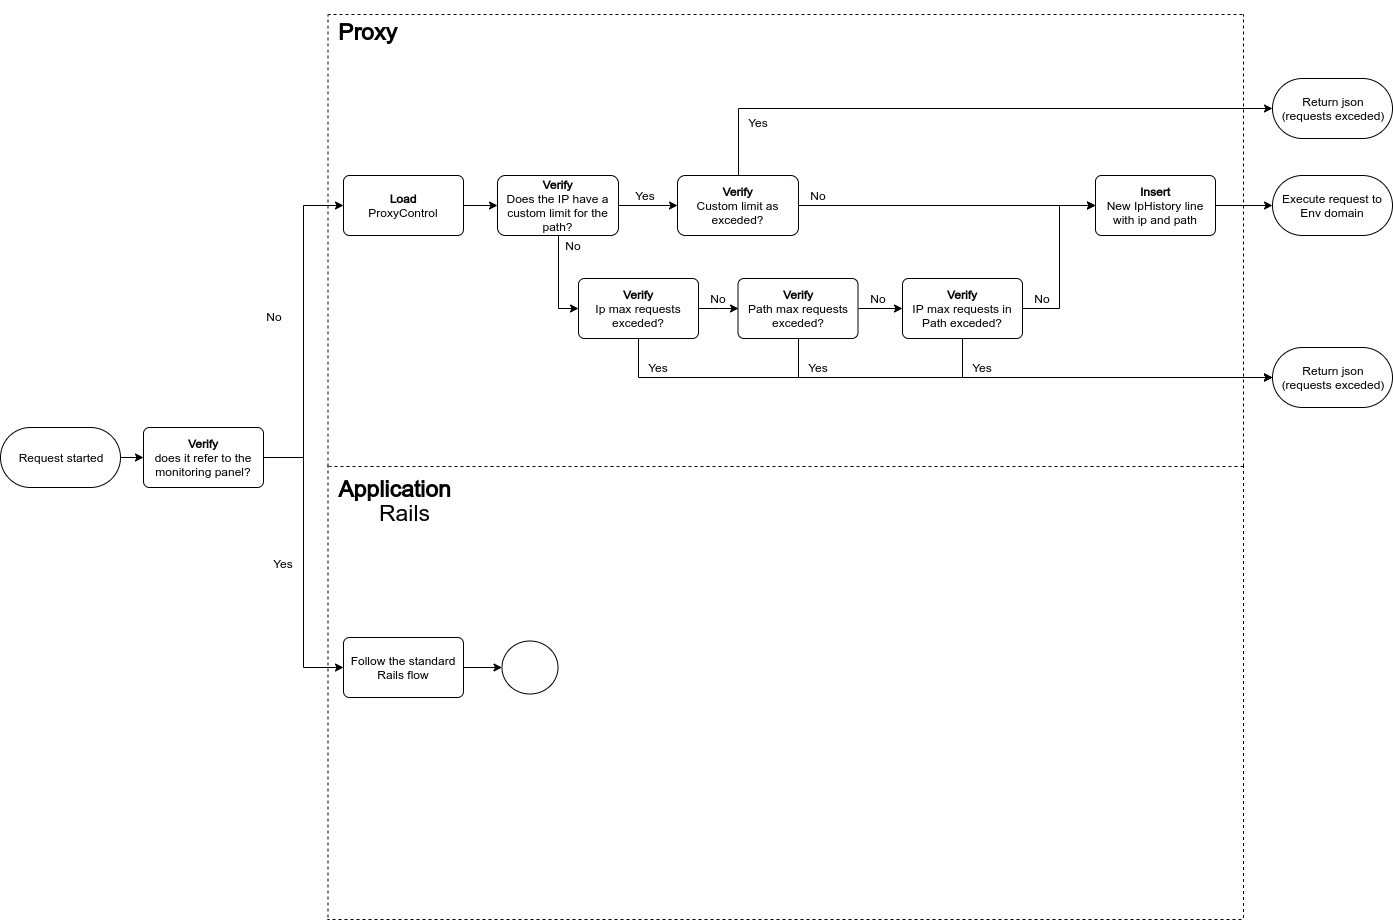 Proxy
Return json
(requests exceded)
Yes
Load
ProxyControl
Verify
Does the IP have a
custom limit for the
path?
Yes
Verify
Custom limit as
exceded?
No
Insert
New IpHistory line
with ip and path
Execute request to
Env domain
No
Verify
Ip max requests
exceded?
No
Verify
Path max requests
exceded?
No
Verify
IP max requests in
Path exceded?
No
No
Yes
Yes
Yes
Return json
(requests exceded)
Request started
Verify
does it refer to the
monitoring panel?
Application
Rails
Yes
Follow the standard
Rails flow